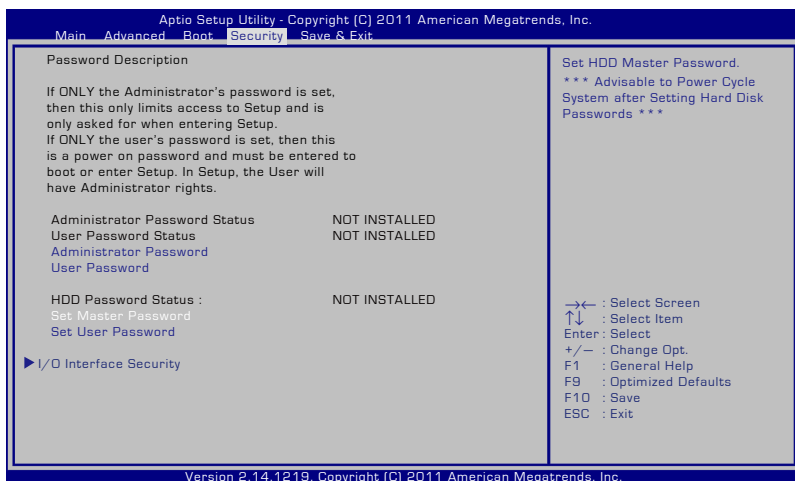 Aptio Setup Utility - Copyright (C) 2011 American Megatrends, Inc.
Main Advanced Boot Security Save & Exit
Password Description
If ONLY the Administrator's password is set,
then this only limits access to Setup and is
only asked for when entering Setup.
If ONLY the user's password is set, then this
is a power on password and must be entered to
boot or enter Setup. In Setup, the User will
have Administrator rights.
Administrator Password Status NOT INSTALLED
User Password Status NOT INSTALLED
Administrator Password
User Password
HDD Password Status : NOT INSTALLED
Set Master Password
Set User Password
▶I/O Interface Security
Set HDD Master Password.
*** Advisable to Power Cycle
System after Setting Hard Disk
Passwords ***
→← : Select Screen
↑↓ : Select Item
Enter : Select
+/— : Change Opt.
F1 : General Help
F9 : Optimized Defaults
F10 : Save
ESC : Exit
Version 2.14.1219. Copyright (C) 2011 American Megatrends, Inc.